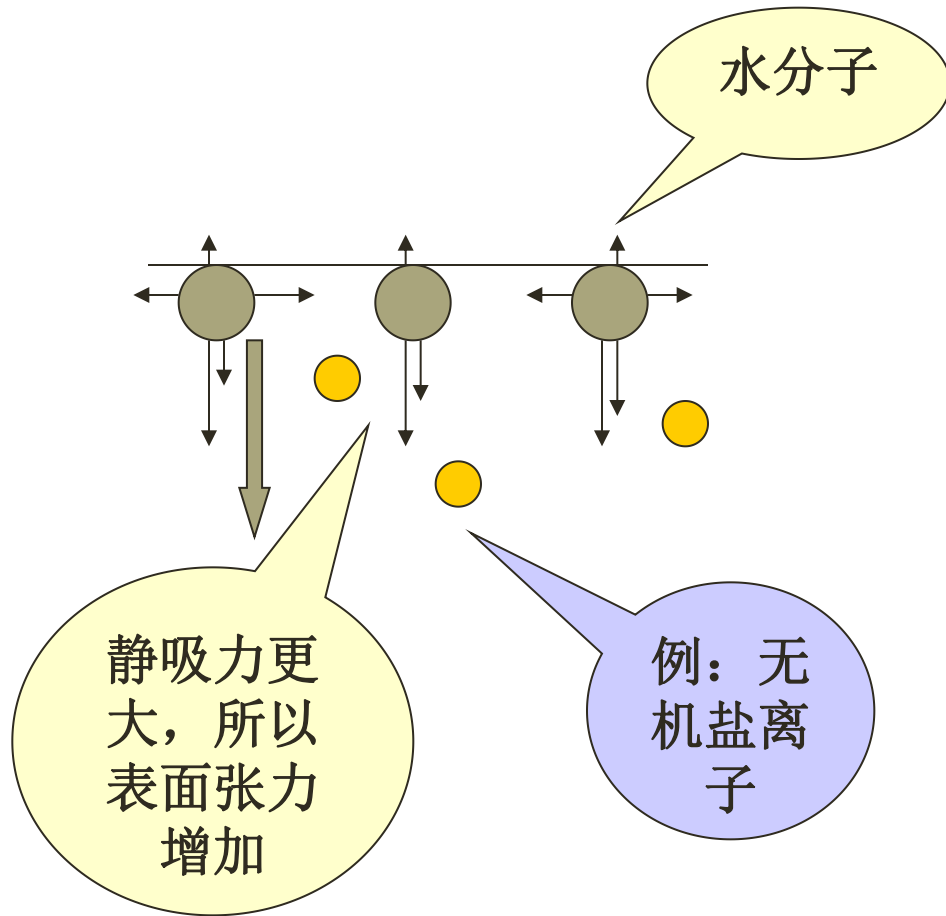 水分子
静吸力更
大，所以
表面张力
增加
例：无
机盐离
子